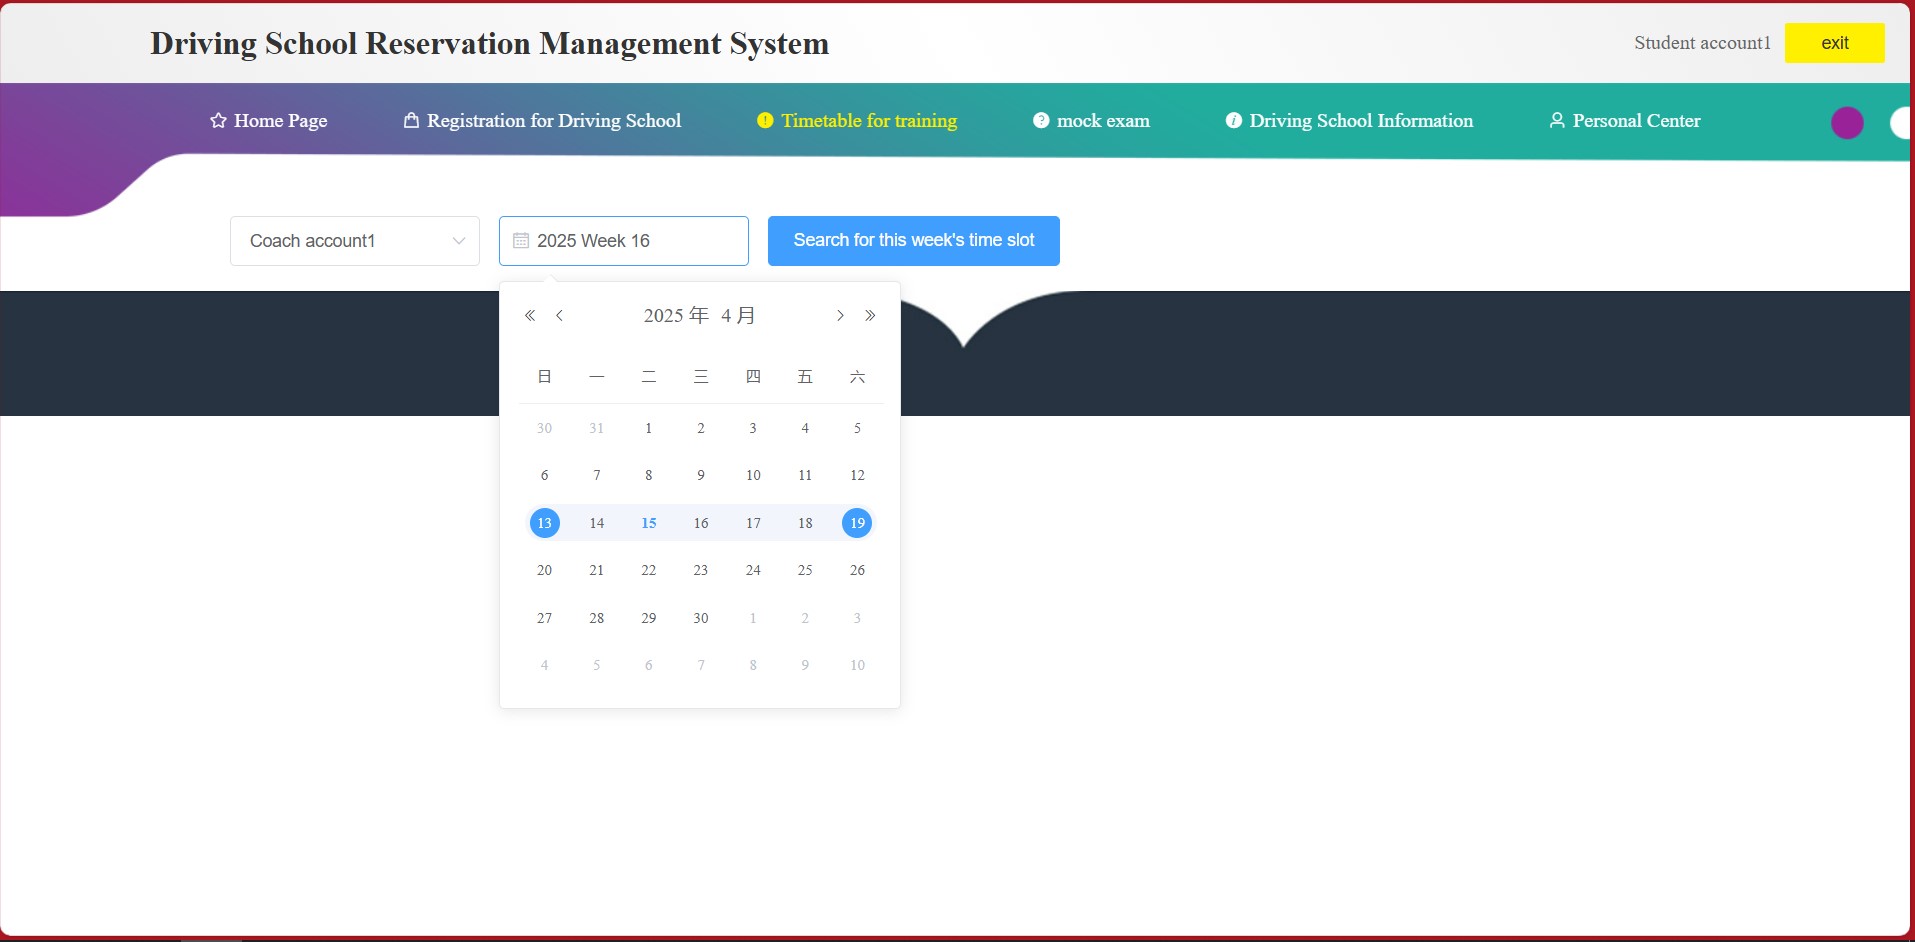 Driving School Reservation Management System
Student account1
exit
Home Page
Registration for Driving School
Timetable for training
mock exam
Driving School Information
Personal Center
Coach account1
2025 Week 16
Search for this week's time slot
2025 年 4 月
日 一 二 三 四 五 六
30 31 1 2 3 4 5
6 7 8 9 10 11 12
13 14 15 16 17 18 19
20 21 22 23 24 25 26
27 28 29 30 1 2 3
4 5 6 7 8 9 10